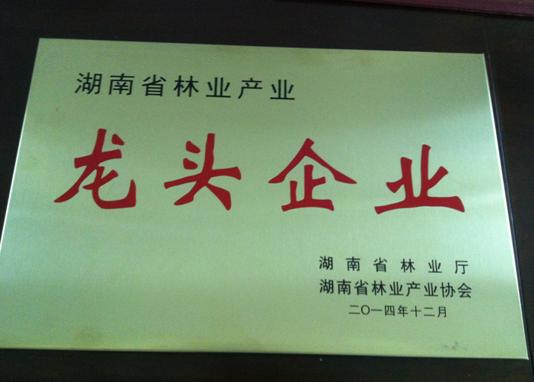 湖南省林业产业
龙头企业
湖南省林业厅
湖南省林业产业协会
二〇一四年十二月